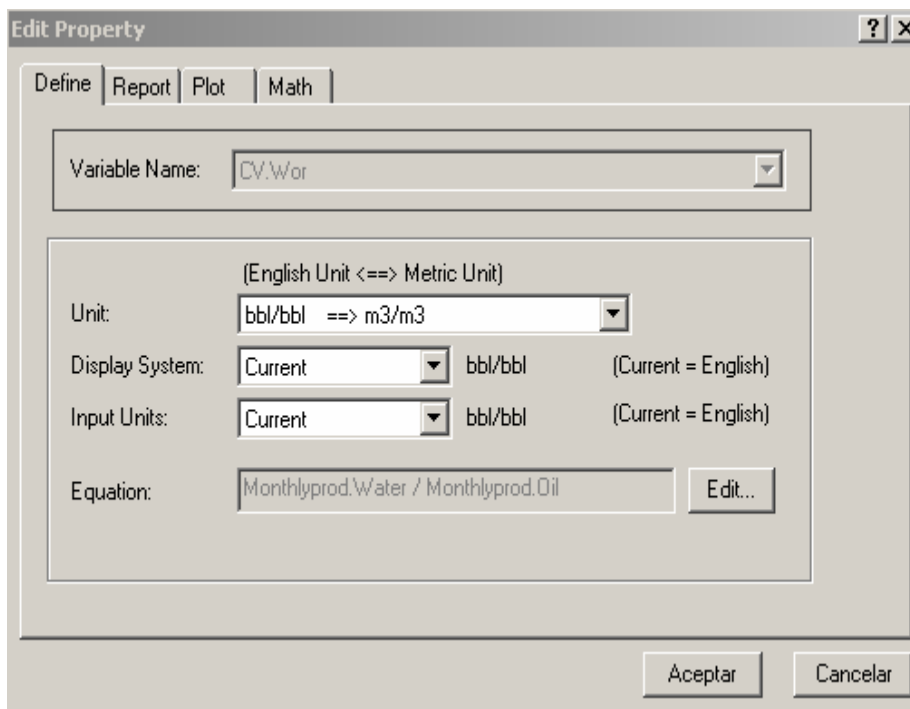 Edit Property
Define Report Plot Math
Variable Name: CV.Wor
(English Unit <==> Metric Unit)
Unit: bbl/bbl ==> m3/m3
Display System: Current bbl/bbl (Current = English)
Input Units: Current bbl/bbl (Current = English)
Equation: Monthlyprod.Water / Monthlyprod.Oil Edit...
Aceptar Cancelar